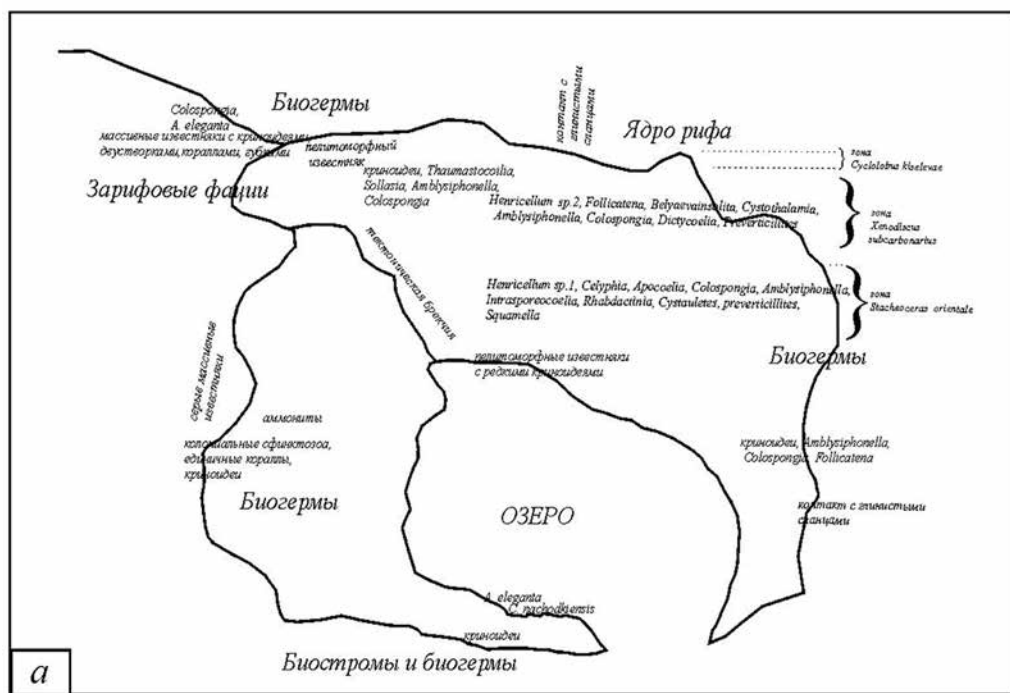 Биогермы
контакт с
глинистыми
сланцами
Ядро рифа
Colospongia,
A. eleganta
массивные известняки с криноидеями,
двустворками, кораллами, губками
пелитоморфный
известняк
зона
Cyclolobus kiselevae
Зарифовые фации
криноидеи, Thaumastocoilia,
Sollasia, Amblysiphonella,
Colospongia
Henricellum sp.2, Follicatena, Belyaevainsolita, Cystothalamia,
Amblysiphonella, Colospongia, Dictycoelia, Preverticillites
зона
Xenodiscus
subcarbonarius
тектоническая брекчия
Henricellum sp.1, Celyphia, Apocoelia, Colospongia, Amblysiphonella,
Intrasporeocoelia, Rhabdactinia, Cystauletes, preverticillites,
Squamella
зона
Stacheoceras orientale
пелитоморфные известняки
с редкими криноидеями
Биогермы
серые массивные
известняки
аммониты
колониальные сфинктозоа,
единичные кораллы,
криноидеи
криноидеи, Amblysiphonella,
Colospongia, Follicatena
Биогермы
ОЗЕРО
контакт с глинистыми
сланцами
A. eleganta
C. nachodkiensis
криноидеи
Биостромы и биогермы
а